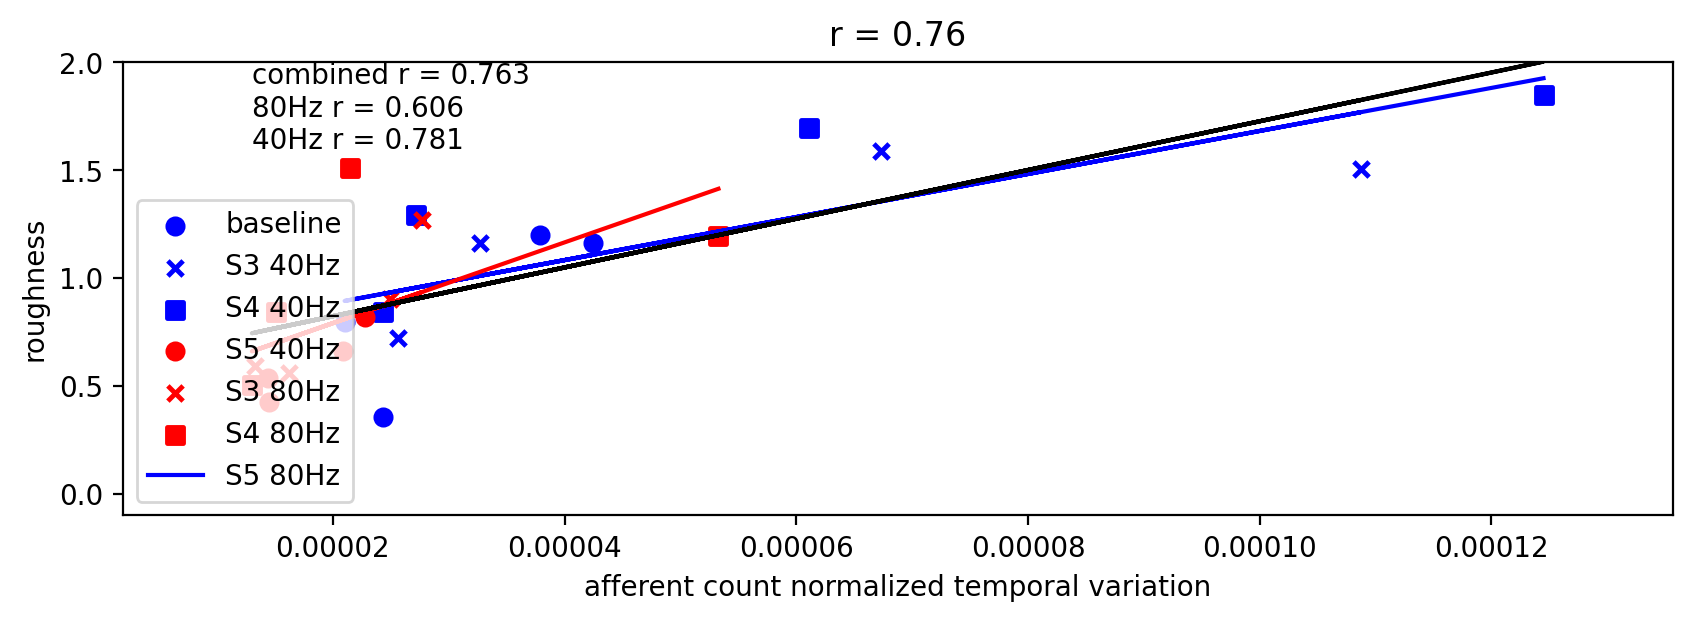 r = 0.76
combined r = 0.763
80Hz r = 0.606
40Hz r = 0.781
2.0
1.5
1.0
0.5
0.0
roughness
baseline
S3 40Hz
S4 40Hz
S5 40Hz
S3 80Hz
S4 80Hz
S5 80Hz
0.00002 0.00004 0.00006 0.00008 0.00010 0.00012
afferent count normalized temporal variation